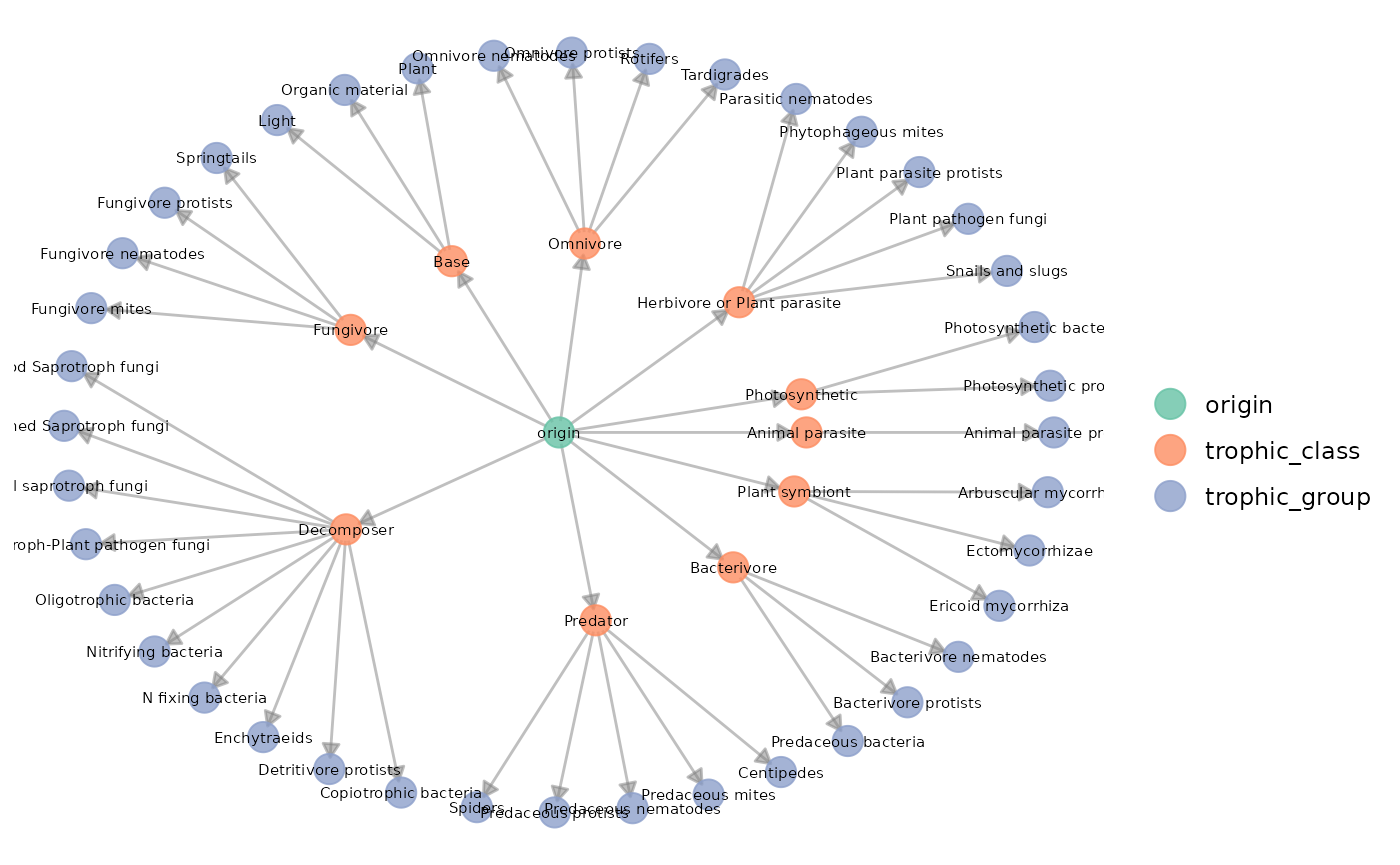 Omnivore nematodes
Omnivore protists
Rotifers
Plant
Tardigrades
Organic material
Parasitic nematodes
Light
Phytophageous mites
Springtails
Plant parasite protists
Fungivore protists
Plant pathogen fungi
Omnivore
Fungivore nematodes
Base
Snails and slugs
Herbivore or Plant parasite
Fungivore mites
Fungivore
Photosynthetic bacte
Saprotroph fungi
Photosynthetic pro
Photosynthetic
origin
Saprotroph fungi
origin
Animal parasite
Animal parasite pr
trophic_class
saprotroph fungi
Plant symbiont
Arbuscular mycorrh
trophic_group
Decomposer
roph-Plant pathogen fungi
Ectomycorrhizae
Bacterivore
Oligotrophic bacteria
Ericoid mycorrhiza
Predator
Nitrifying bacteria
Bacterivore nematodes
N fixing bacteria
Bacterivore protists
Enchytraeids
Predaceous bacteria
Detritivore protists
Centipedes
Copiotrophic bacteria
Predaceous mites
Spiders
Predaceous protists
Predaceous nematodes